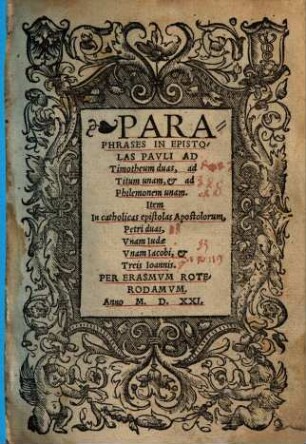 PARA=
PHRASES IN EPISTO-
LAS PAVLI AD
Timotheum duas, ad
Titum unam, & ad
Philemonem unam.
Item
In catholicas epistolas Apostolorum,
Petri duas,
Vnam Iudæ
Vnam Iacobi, &
Treis Ioannis.
PER ERASMVM ROTE-
RODAMVM.
Anno M. D. XXI.